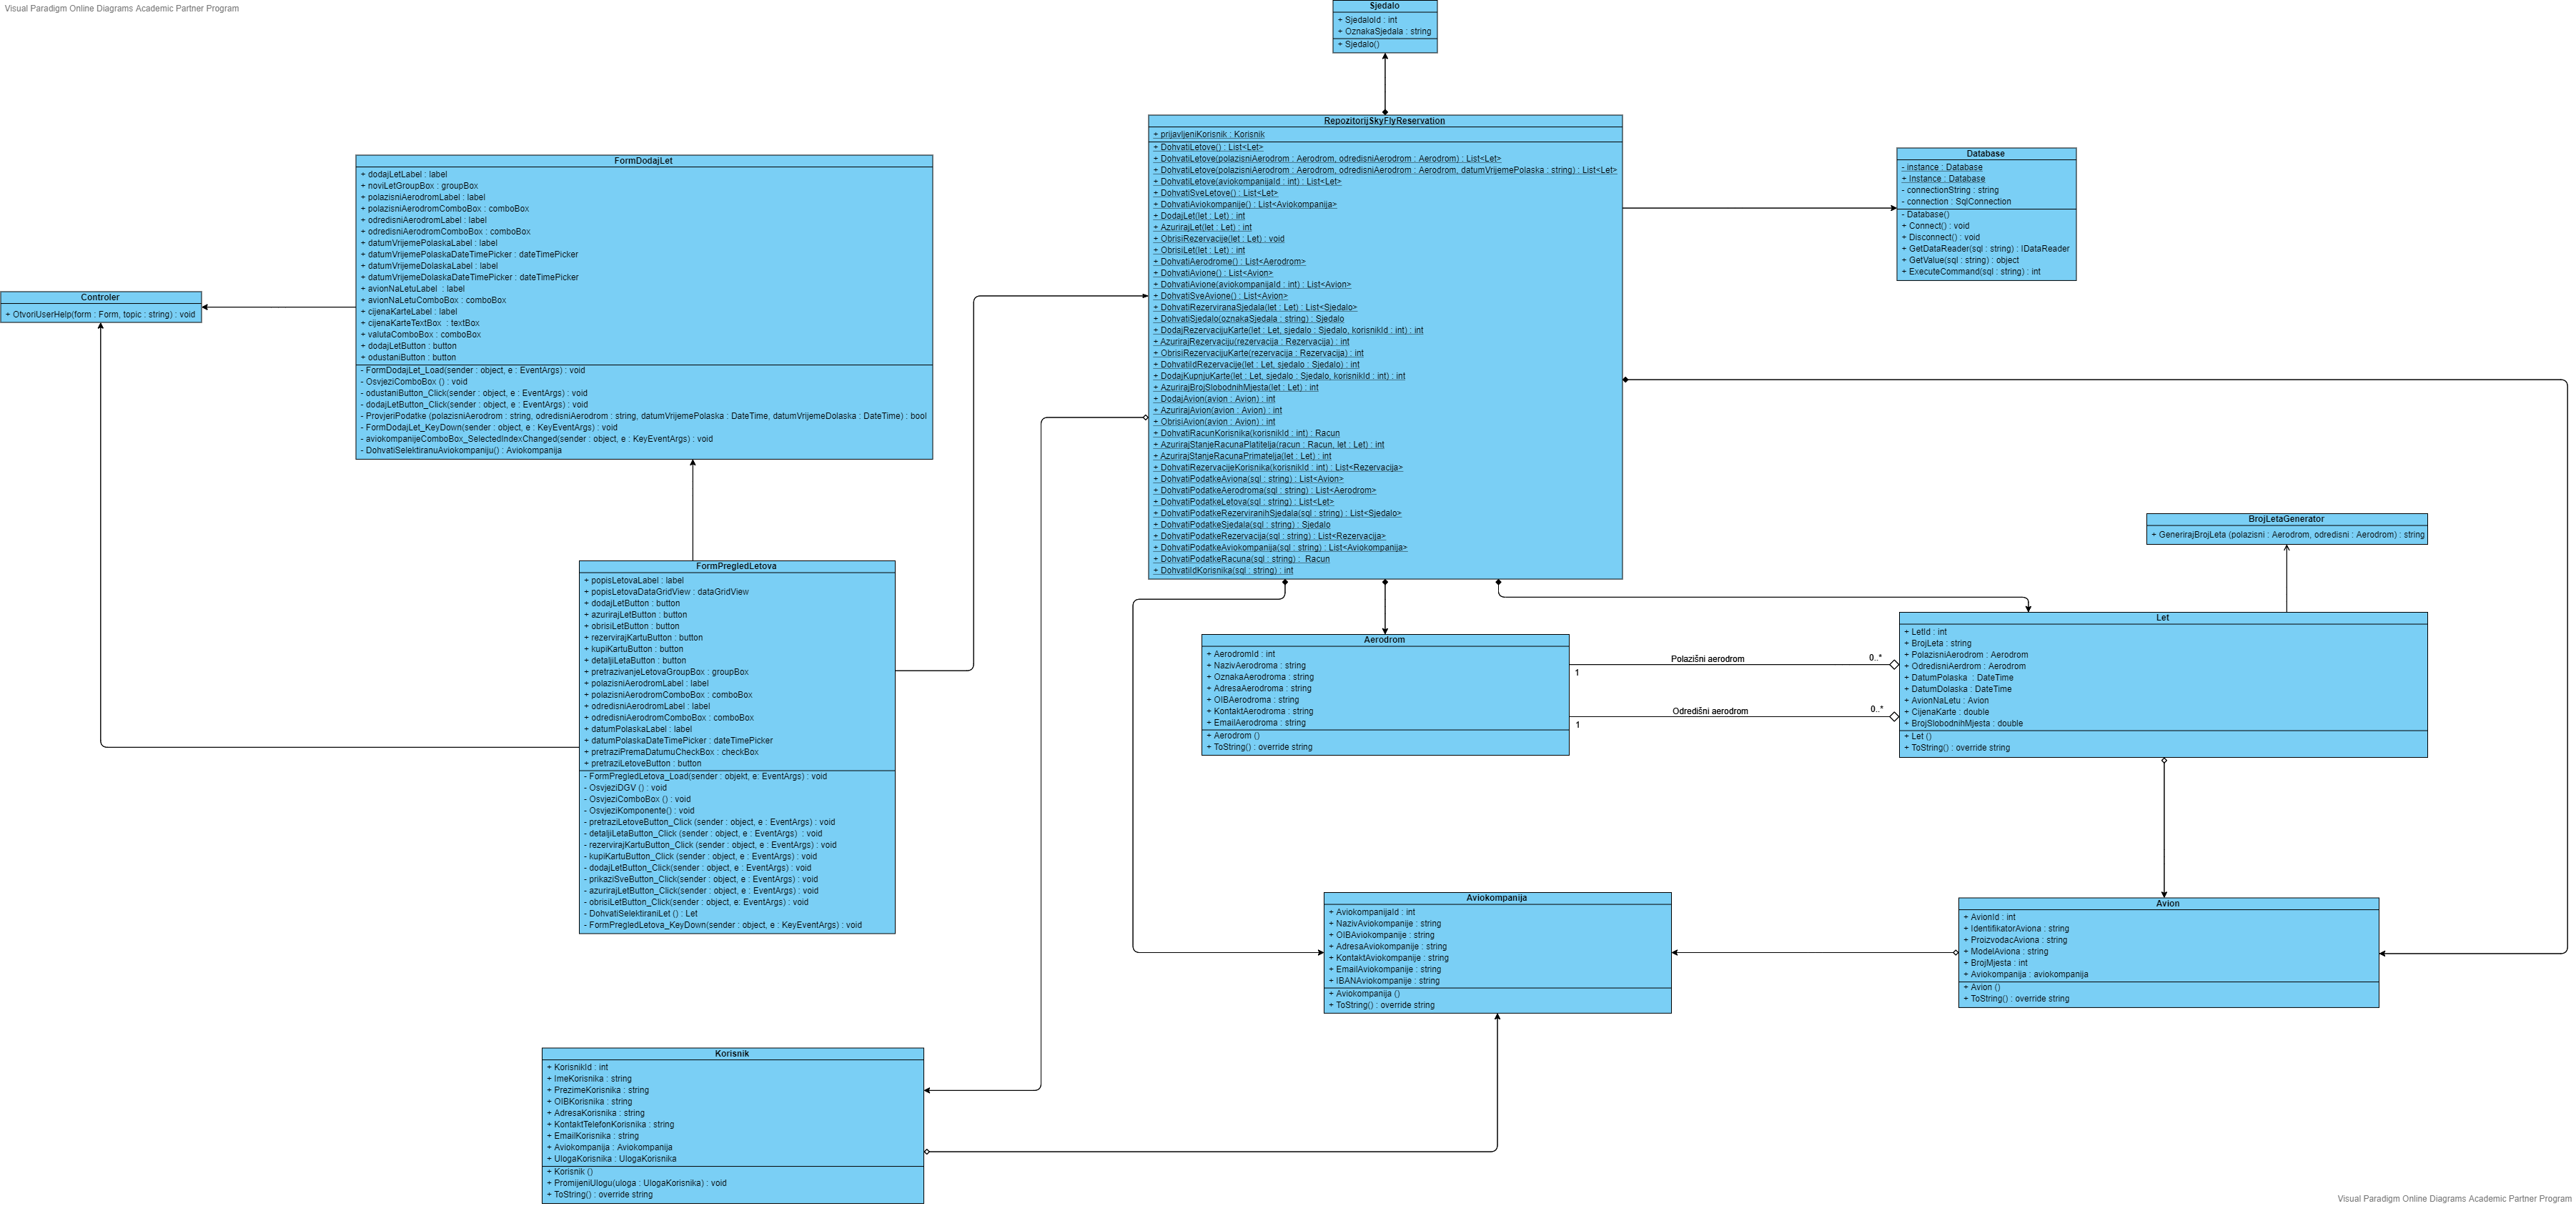 Visual Paradigm Online Diagrams Academic Partner Program
Sjedalo
+ SjedaloId : int
+ OznakaSjedala : string
+ Sjedalo()
RepozitorijSkyFlyReservation
+ prijavljeniKorisnik : Korisnik
+ DohvatiLetove() : List<Let>
+ DohvatiLetove(polazisniAerodrom : Aerodrom, odredisniAerodrom : Aerodrom) : List<Let>
+ DohvatiLetove(polazisniAerodrom : Aerodrom, odredisniAerodrom : Aerodrom, datumVrijemePolaska : string) : List<Let>
+ DohvatiLetove(aviokompanijaId : int) : List<Let>
+ DohvatiSveLetove() : List<Let>
+ DohvatiAviokompanije() : List<Aviokompanija>
+ DodajLet(let : Let) : int
+ AzurirajLet(let : Let) : int
+ ObrisiRezervacije(let : Let) : void
+ ObrisiLet(let : Let) : int
+ DohvatiAerodrome() : List<Aerodrom>
+ DohvatiAvione() : List<Avion>
+ DohvatiAvione(aviokompanijaId : int) : List<Avion>
+ DohvatiSveAvione() : List<Avion>
+ DohvatiRezerviranaSjedala(let : Let) : List<Sjedalo>
+ DohvatiSjedalo(oznakaSjedala : string) : Sjedalo
+ DodajRezervacijuKarte(let : Let, sjedalo : Sjedalo, korisnikId : int) : int
+ AzurirajRezervaciju(rezervacija : Rezervacija) : int
+ ObrisiRezervacijuKarte(rezervacija : Rezervacija) : int
+ DohvatiIdRezervacije(let : Let, sjedalo : Sjedalo) : int
+ DodajKupnjuKarte(let : Let, sjedalo : Sjedalo, korisnikId : int) : int
+ AzurirajBrojSlobodnihMjesta(let : Let) : int
+ DodajAvion(avion : Avion) : int
+ AzurirajAvion(avion : Avion) : int
+ ObrisiAvion(avion : Avion) : int
+ DohvatiRacunKorisnika(korisnikId : int) : Racun
+ AzurirajStanjeRacunaPlatitelja(racun : Racun, let : Let) : int
+ AzurirajStanjeRacunaPrimatelja(let : Let) : int
+ DohvatiRezervacijeKorisnika(korisnikId : int) : List<Rezervacija>
+ DohvatiPodatkeAviona(sql : string) : List<Avion>
+ DohvatiPodatkeAerodroma(sql : string) : List<Aerodrom>
+ DohvatiPodatkeLetova(sql : string) : List<Let>
+ DohvatiPodatkeRezerviranihSjedala(sql : string) : List<Sjedalo>
+ DohvatiPodatkeSjedala(sql : string) : Sjedalo
+ DohvatiPodatkeRezervacija(sql : string) : List<Rezervacija>
+ DohvatiPodatkeAviokompanija(sql : string) : List<Aviokompanija>
+ DohvatiPodatkeRacuna(sql : string) : Racun
+ DohvatiIdKorisnika(sql : string) : int
Database
- instance : Database
+ Instance : Database
- connectionString : string
- connection : SqlConnection
- Database()
+ Connect() : void
+ Disconnect() : void
+ GetDataReader(sql : string) : IDataReader
+ GetValue(sql : string) : object
+ ExecuteCommand(sql : string) : int
FormDodajLet
+ dodajLetLabel : label
+ noviLetGroupBox : groupBox
+ polazisniAerodromLabel : label
+ polazisniAerodromComboBox : comboBox
+ odredisniAerodromLabel : label
+ odredisniAerodromComboBox : comboBox
+ datumVrijemePolaskaLabel : label
+ datumVrijemePolaskaDateTimePicker : dateTimePicker
+ datumVrijemeDolaskaLabel : label
+ datumVrijemeDolaskaDateTimePicker : dateTimePicker
+ avionNaLetuLabel : label
+ avionNaLetuComboBox : comboBox
+ cijenaKarteLabel : label
+ cijenaKarteTextBox : textBox
+ valutaComboBox : comboBox
+ dodajLetButton : button
+ odustaniButton : button
- FormDodajLet_Load(sender : object, e : EventArgs) : void
- OsvjeziComboBox () : void
- odustaniButton_Click(sender : object, e : EventArgs) : void
- dodajLetButton_Click(sender : object, e : EventArgs) : void
- ProvjeriPodatke (polazisniAerodrom : string, odredisniAerodrom : string, datumVrijemePolaska : DateTime, datumVrijemeDolaska : DateTime) : bool
- FormDodajLet_KeyDown(sender : object, e : KeyEventArgs) : void
- aviokompanijeComboBox_SelectedIndexChanged(sender : object, e : KeyEventArgs) : void
- DohvatiSelektiranuAviokompaniju() : Aviokompanija
Controler
+ OtvoriUserHelp(form : Form, topic : string) : void
FormPregledLetova
+ popisLetovaLabel : label
+ popisLetovaDataGridView : dataGridView
+ dodajLetButton : button
+ azurirajLetButton : button
+ obrisiLetButton : button
+ rezervirajKartuButton : button
+ kupiKartuButton : button
+ detaljiLetaButton : button
+ pretrazivanjeLetovaGroupBox : groupBox
+ polazisniAerodromLabel : label
+ polazisniAerodromComboBox : comboBox
+ odredisniAerodromLabel : label
+ odredisniAerodromComboBox : comboBox
+ datumPolaskaLabel : label
+ datumPolaskaDateTimePicker : dateTimePicker
+ pretraziPremaDatumuCheckBox : checkBox
+ pretraziLetoveButton : button
- FormPregledLetova_Load(sender : objekt, e: EventArgs) : void
- OsvjeziDGV () : void
- OsvjeziComboBox () : void
- OsvjeziKomponente() : void
- pretraziLetoveButton_Click (sender : object, e : EventArgs) : void
- detaljiLetaButton_Click (sender : object, e : EventArgs) : void
- rezervirajKartuButton_Click (sender : object, e : EventArgs) : void
- kupiKartuButton_Click (sender : object, e : EventArgs) : void
- dodajLetButton_Click(sender : object, e : EventArgs) : void
- prikaziSveButton_Click(sender : object, e : EventArgs) : void
- azurirajLetButton_Click(sender : object, e : EventArgs) : void
- obrisiLetButton_Click(sender : object, e: EventArgs) : void
- DohvatiSelektiraniLet () : Let
- FormPregledLetova_KeyDown(sender : object, e : KeyEventArgs) : void
BrojLetaGenerator
+ GenerirajBrojLeta (polazisni : Aerodrom, odredisni : Aerodrom) : string
Aerodrom
+ AerodromId : int
+ NazivAerodroma : string
+ OznakaAerodroma : string
+ AdresaAerodroma : string
+ OIBAerodroma : string
+ KontaktAerodroma : string
+ EmailAerodroma : string
+ Aerodrom ()
+ ToString() : override string
Polazišni aerodrom
0..*
1
Odredišni aerodrom
0..*
1
Let
+ LetId : int
+ BrojLeta : string
+ PolazisniAerodrom : Aerodrom
+ OdredisniAerdrom : Aerodrom
+ DatumPolaska : DateTime
+ DatumDolaska : DateTime
+ AvionNaLetu : Avion
+ CijenaKarte : double
+ BrojSlobodnihMjesta : double
+ Let ()
+ ToString() : override string
Aviokompanija
+ AviokompanijaId : int
+ NazivAviokompanije : string
+ OIBAviokompanije : string
+ AdresaAviokompanije : string
+ KontaktAviokompanije : string
+ EmailAviokompanije : string
+ IBANAviokompanije : string
+ Aviokompanija ()
+ ToString() : override string
Avion
+ AvionId : int
+ IdentifikatorAviona : string
+ ProizvodacAviona : string
+ ModelAviona : string
+ BrojMjesta : int
+ Aviokompanija : aviokompanija
+ Avion ()
+ ToString() : override string
Korisnik
+ KorisnikId : int
+ ImeKorisnika : string
+ PrezimeKorisnika : string
+ OIBKorisnika : string
+ AdresaKorisnika : string
+ KontaktTelefonKorisnika : string
+ EmailKorisnika : string
+ Aviokompanija : Aviokompanija
+ UlogaKorisnika : UlogaKorisnika
+ Korisnik ()
+ PromijeniUlogu(uloga : UlogaKorisnika) : void
+ ToString() : override string
Visual Paradigm Online Diagrams Academic Partner Program